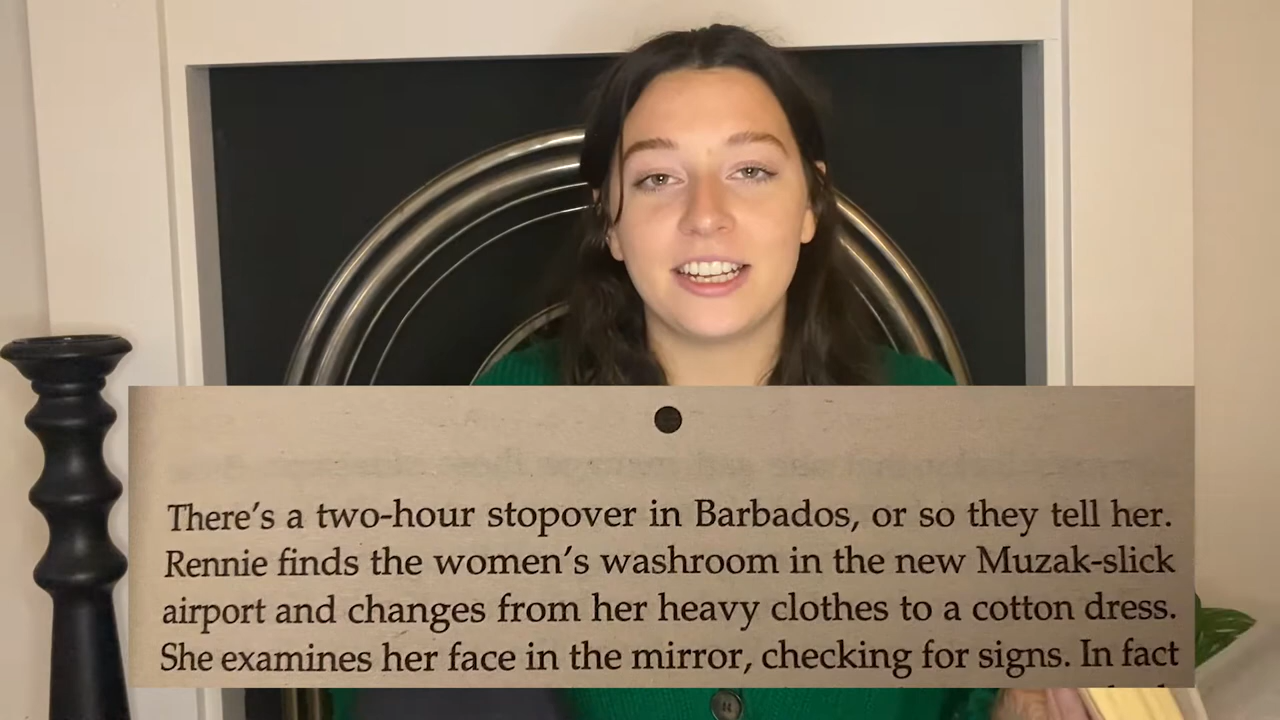 There's a two-hour stopover in Barbados, or so they tell her.
Rennie finds the women's washroom in the new Muzak-slick
airport and changes from her heavy clothes to a cotton dress.
She examines her face in the mirror, checking for signs. In fact